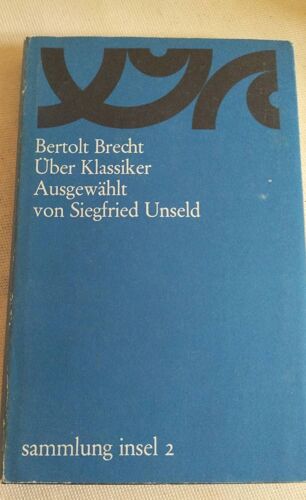 Bertolt Brecht
Über Klassiker
Ausgewählt
von Siegfried Unseld
sammlung insel 2